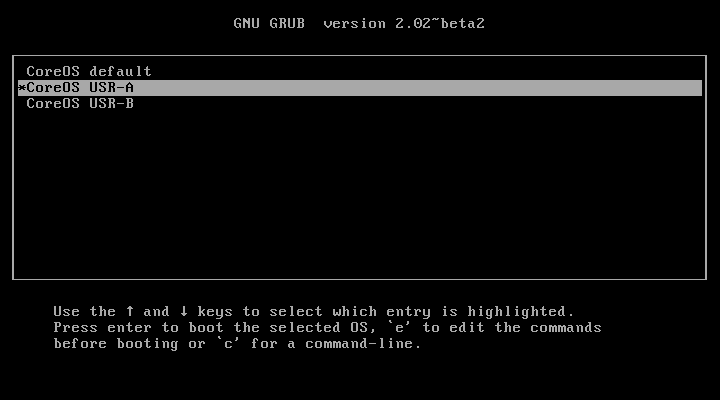 GNU GRUB  version 2.02~beta2
CoreOS default
*CoreOS USR-A
CoreOS USR-B
Use the ↑ and ↓ keys to select which entry is highlighted.
Press enter to boot the selected OS, `e' to edit the commands
before booting or `c' for a command-line.